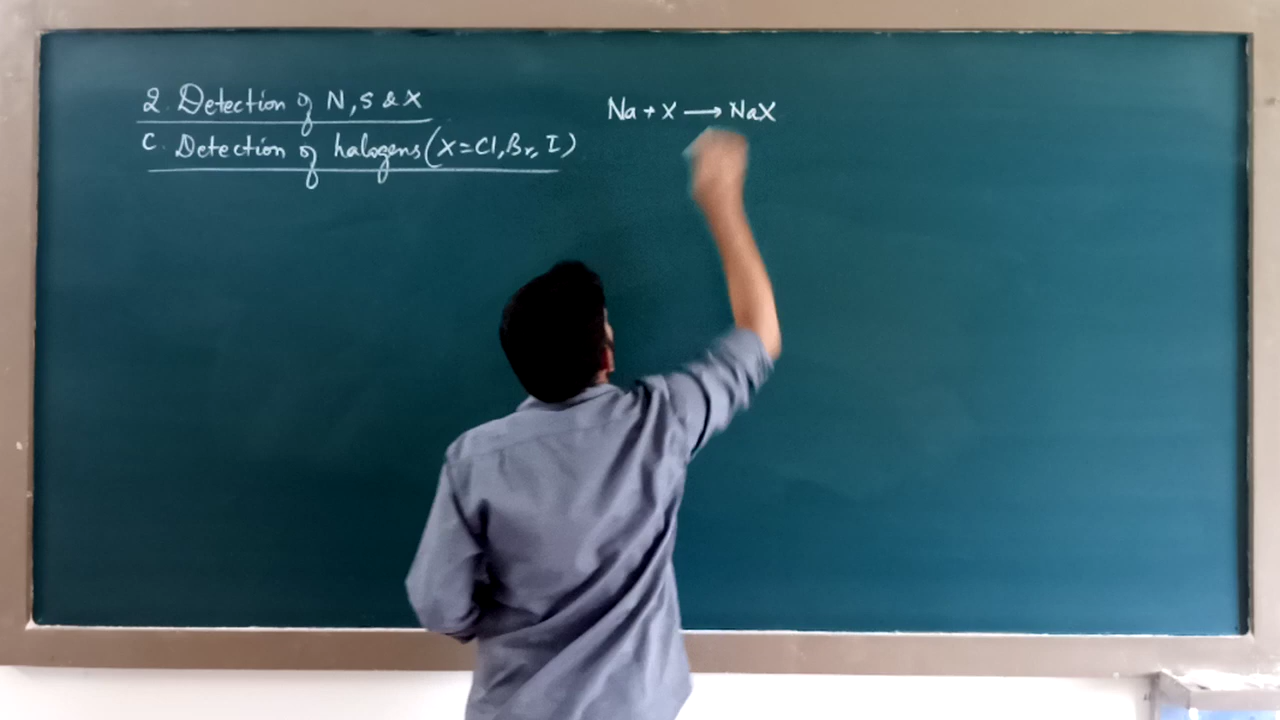 2. Detection of N, S & X
C. Detection of halogens (X=Cl, Br, I)
Na + X ⟶ NaX